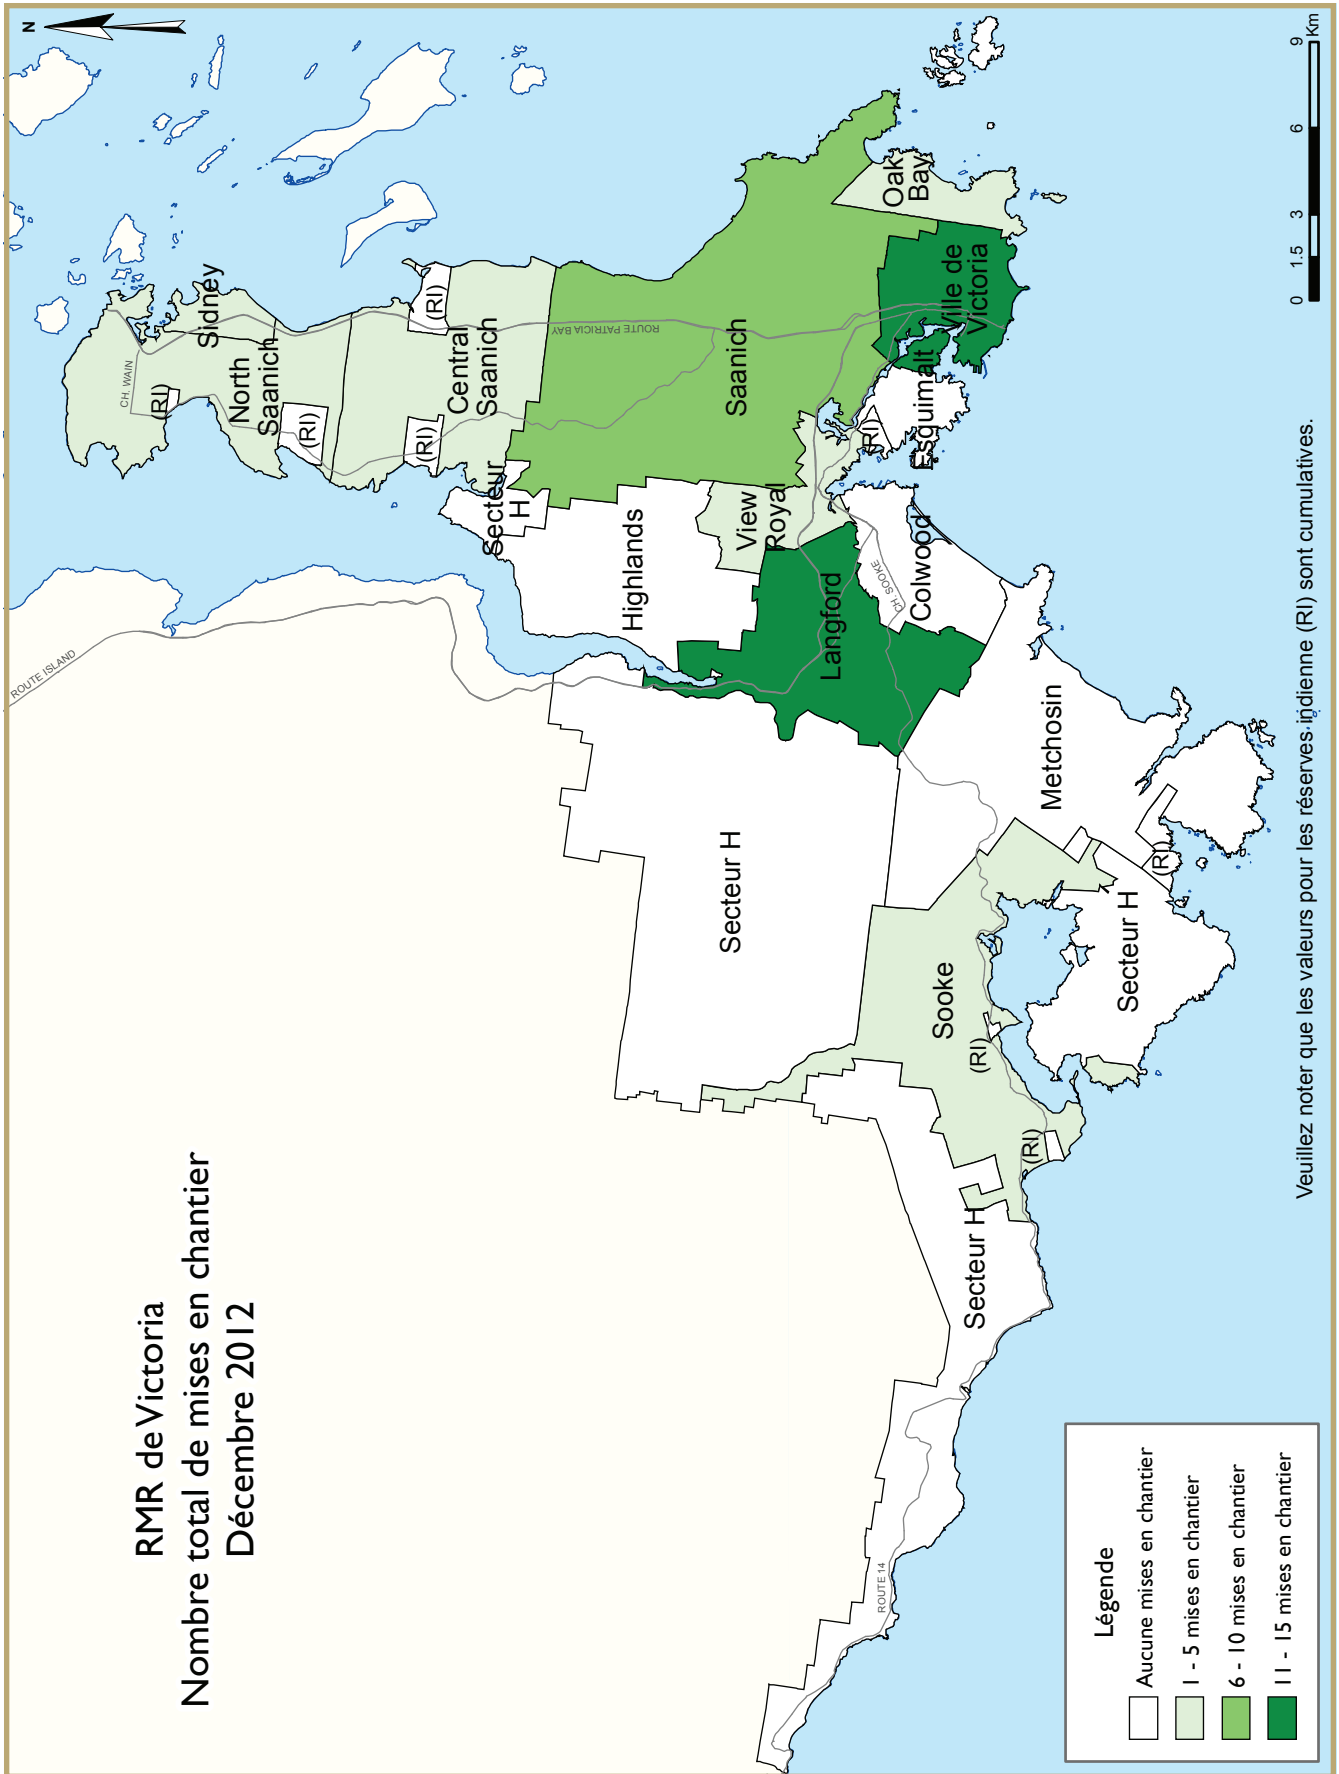 RMR de Victoria
Nombre total de mises en chantier
Décembre 2012
N
ROUTE ISLAND
CH. WAIN
(RI)
Sidney
North
Saanich
(RI)
(RI)
(RI)
Central
Saanich
Secteur
H
ROUTE PATRICIA BAY
Saanich
Highlands
View
Royal
Oak
Bay
Ville de
Victoria
Esquimalt
(RI)
Langford
Colwood
CH. SOOKE
Metchosin
(RI)
Secteur H
Secteur H
Sooke
(RI)
(RI)
Secteur H
ROUTE 14
Légende
Aucune mises en chantier
1 - 5 mises en chantier
6 - 10 mises en chantier
11 - 15 mises en chantier
0 1.5 3 6 9
Km
Veuillez noter que les valeurs pour les réserves indienne (RI) sont cumulatives.